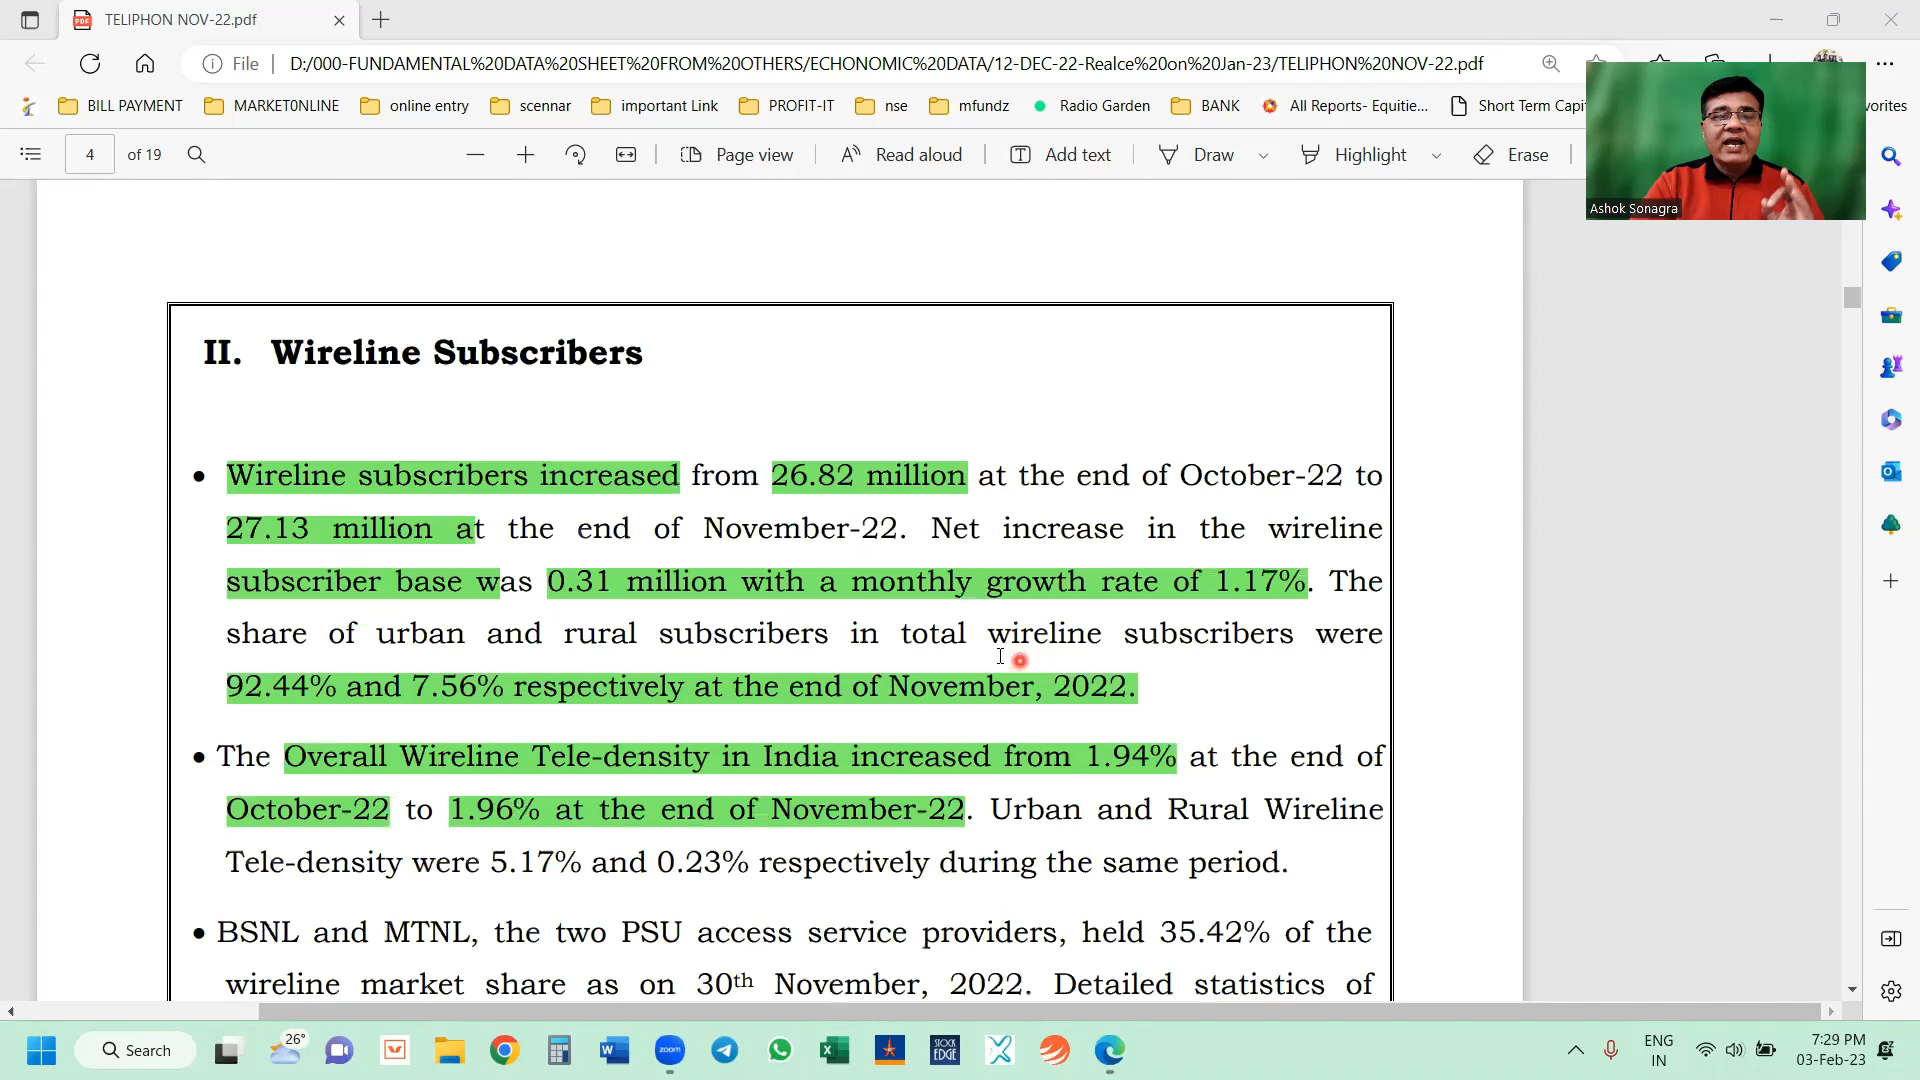 TELIPHON NOV-22.pdf
File
D:/000-FUNDAMENTAL%20DATA%20SHEET%20FROM%20OTHERS/ECHONOMIC%20DATA/12-DEC-22-Realce%20on%20Jan-23/TELIPHON%20NOV-22.pdf
BILL PAYMENT MARKET0NLINE online entry scennar important Link PROFIT-IT nse mfundz Radio Garden BANK All Reports- Equitie... Short Term Capi vorites
4 of 19 Page view Read aloud Add text Draw Highlight Erase
Ashok Sonagra
II. Wireline Subscribers
• Wireline subscribers increased from 26.82 million at the end of October-22 to
27.13 million at the end of November-22. Net increase in the wireline
subscriber base was 0.31 million with a monthly growth rate of 1.17%. The
share of urban and rural subscribers in total wireline subscribers were
92.44% and 7.56% respectively at the end of November, 2022.
• The Overall Wireline Tele-density in India increased from 1.94% at the end of
October-22 to 1.96% at the end of November-22. Urban and Rural Wireline
Tele-density were 5.17% and 0.23% respectively during the same period.
• BSNL and MTNL, the two PSU access service providers, held 35.42% of the
wireline market share as on 30th November, 2022. Detailed statistics of
Search
26°
zoom
STOCK EDGE
ENG
IN
7:29 PM
03-Feb-23